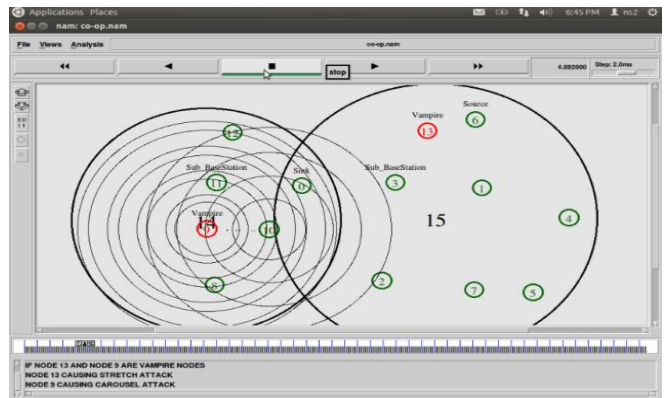 Applications Places 6:45 PM ns2
nam: co-op.nam
File Views Analysis co-op.nam
stop 4.892000 Step: 2.0ms
Source
Vampire 6
13
12
Sub_BaseStation Sink Sub_BaseStation
11 0 3 1
Vampire
9 14 10 15 4
8 2 7 5
IF NODE 13 AND NODE 9 ARE VAMPIRE NODES
NODE 13 CAUSING STRETCH ATTACK
NODE 9 CAUSING CAROUSEL ATTACK